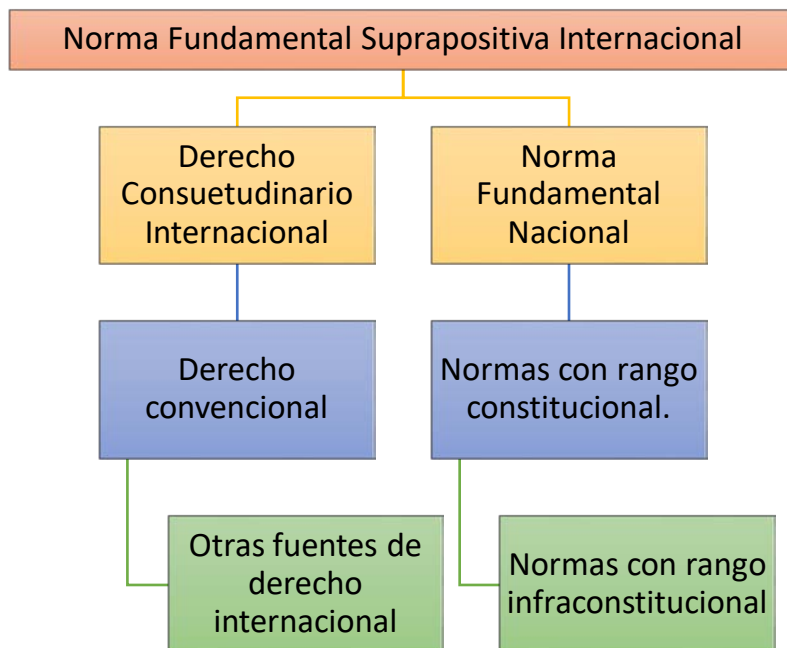 Norma Fundamental Suprapositiva Internacional
Derecho
Consuetudinario
Internacional
Norma
Fundamental
Nacional
Derecho
convencional
Normas con rango
constitucional.
Otras fuentes de
derecho
internacional
Normas con rango
infraconstitucional